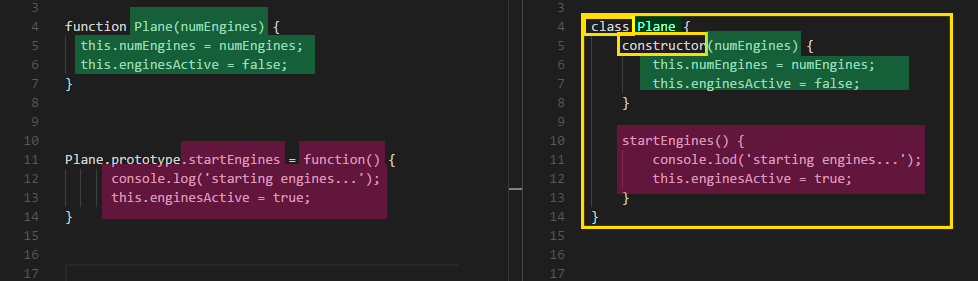 3
4 function Plane(numEngines) {
5 this.numEngines = numEngines;
6 this.enginesActive = false;
7 }
8
9
10
11 Plane.prototype.startEngines = function() {
12 console.log('starting engines...');
13 this.enginesActive = true;
14 }
15
16
17
3
4 class Plane {
5 constructor(numEngines) {
6 this.numEngines = numEngines;
7 this.enginesActive = false;
8 }
9
10 startEngines() {
11 console.lod('starting engines...');
12 this.enginesActive = true;
13 }
14 }
15
16
17